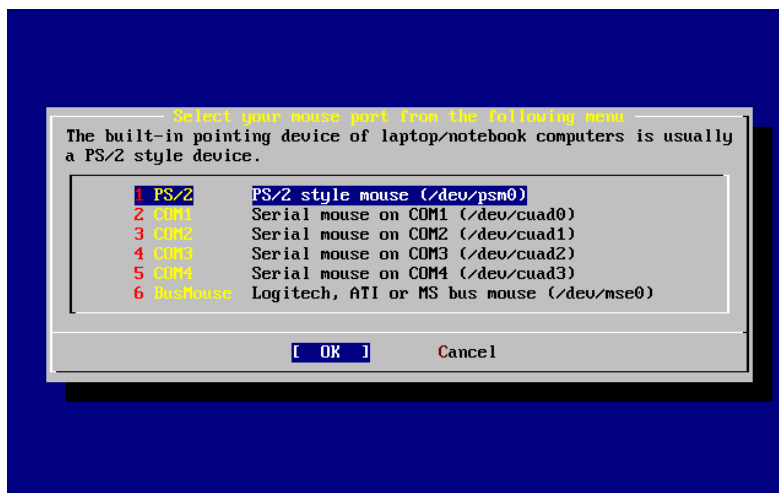 Select your mouse port from the following menu
The built-in pointing device of laptop/notebook computers is usually
a PS/2 style device.
1 PS/2 PS/2 style mouse (/dev/psm0)
2 COM1 Serial mouse on COM1 (/dev/cuad0)
3 COM2 Serial mouse on COM2 (/dev/cuad1)
4 COM3 Serial mouse on COM3 (/dev/cuad2)
5 COM4 Serial mouse on COM4 (/dev/cuad3)
6 BusMouse Logitech, ATI or MS bus mouse (/dev/mse0)
[ OK ] Cancel